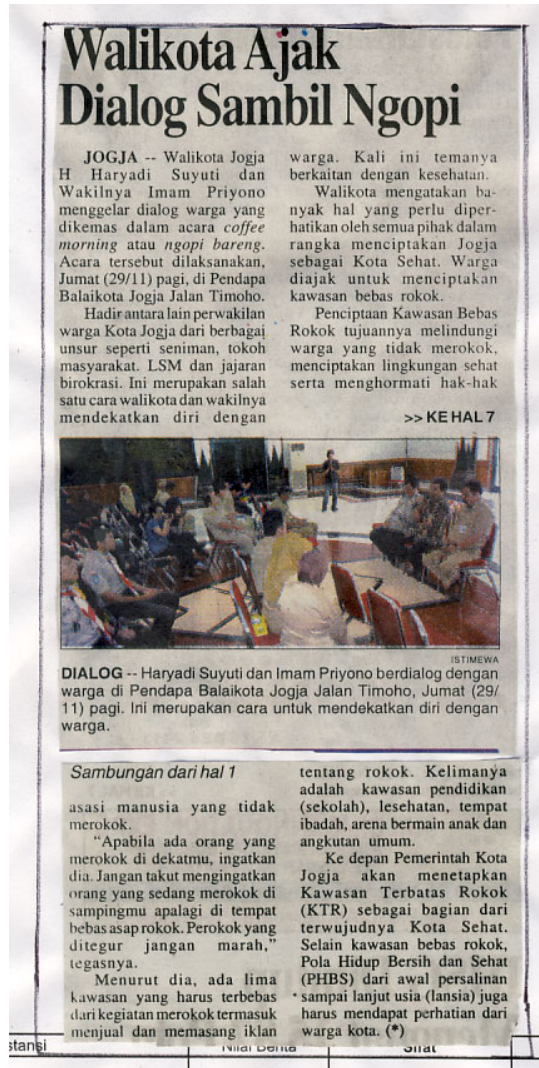 Walikota Ajak
Dialog Sambil Ngopi
JOGJA -- Walikota Jogja
H Haryadi Suyuti dan
Wakilnya Imam Priyono
menggelar dialog warga yang
dikemas dalam acara coffee
morning atau ngopi bareng.
Acara tersebut dilaksanakan,
Jumat (29/11) pagi, di Pendapa
Balaikota Jogja Jalan Timoho.
Hadir antara lain perwakilan
warga Kota Jogja dari berbagai
unsur seperti seniman, tokoh
masyarakat. LSM dan jajaran
birokrasi. Ini merupakan salah
satu cara walikota dan wakilnya
mendekatkan diri dengan
warga. Kali ini temanya
berkaitan dengan kesehatan.
Walikota mengatakan ba-
nyak hal yang perlu diper-
hatikan oleh semua pihak dalam
rangka menciptakan Jogja
sebagai Kota Sehat. Warga
diajak untuk menciptakan
kawasan bebas rokok.
Penciptaan Kawasan Bebas
Rokok tujuannya melindungi
warga yang tidak merokok,
menciptakan lingkungan sehat
serta menghormati hak-hak
>> KE HAL 7
ISTIMEWA
DIALOG -- Haryadi Suyuti dan Imam Priyono berdialog dengan
warga di Pendapa Balaikota Jogja Jalan Timoho, Jumat (29/
11) pagi. Ini merupakan cara untuk mendekatkan diri dengan
warga.
Sambungan dari hal 1
asasi manusia yang tidak
merokok.
"Apabila ada orang yang
merokok di dekatmu, ingatkan
dia. Jangan takut mengingatkan
orang yang sedang merokok di
sampingmu apalagi di tempat
bebas asap rokok. Perokok yang
ditegur jangan marah,"
tegasnya.
Menurut dia, ada lima
kawasan yang harus terbebas
dari kegiatan merokok termasuk
menjual dan memasang iklan
tentang rokok. Kelimanya
adalah kawasan pendidikan
(sekolah), lesehatan, tempat
ibadah, arena bermain anak dan
angkutan umum.
Ke depan Pemerintah Kota
Jogja akan menetapkan
Kawasan Terbatas Rokok
(KTR) sebagai bagian dari
terwujudnya Kota Sehat.
Selain kawasan bebas rokok,
Pola Hidup Bersih dan Sehat
(PHBS) dari awal persalinan
sampai lanjut usia (lansia) juga
harus mendapat perhatian dari
warga kota. (*)
stansi
Nilai Berita
Sifat